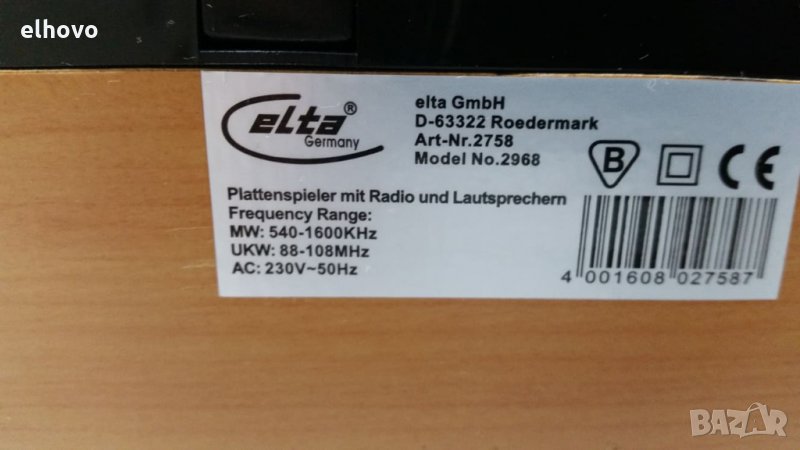 elhovo
elta®
Germany
elta GmbH
D-63322 Roedermark
Art-Nr.2758
Model No.2968
B
CE
Plattenspieler mit Radio und Lautsprechern
Frequency Range:
MW: 540-1600KHz
UKW: 88-108MHz
AC: 230V~50Hz
4 001608 027587
BAZAR